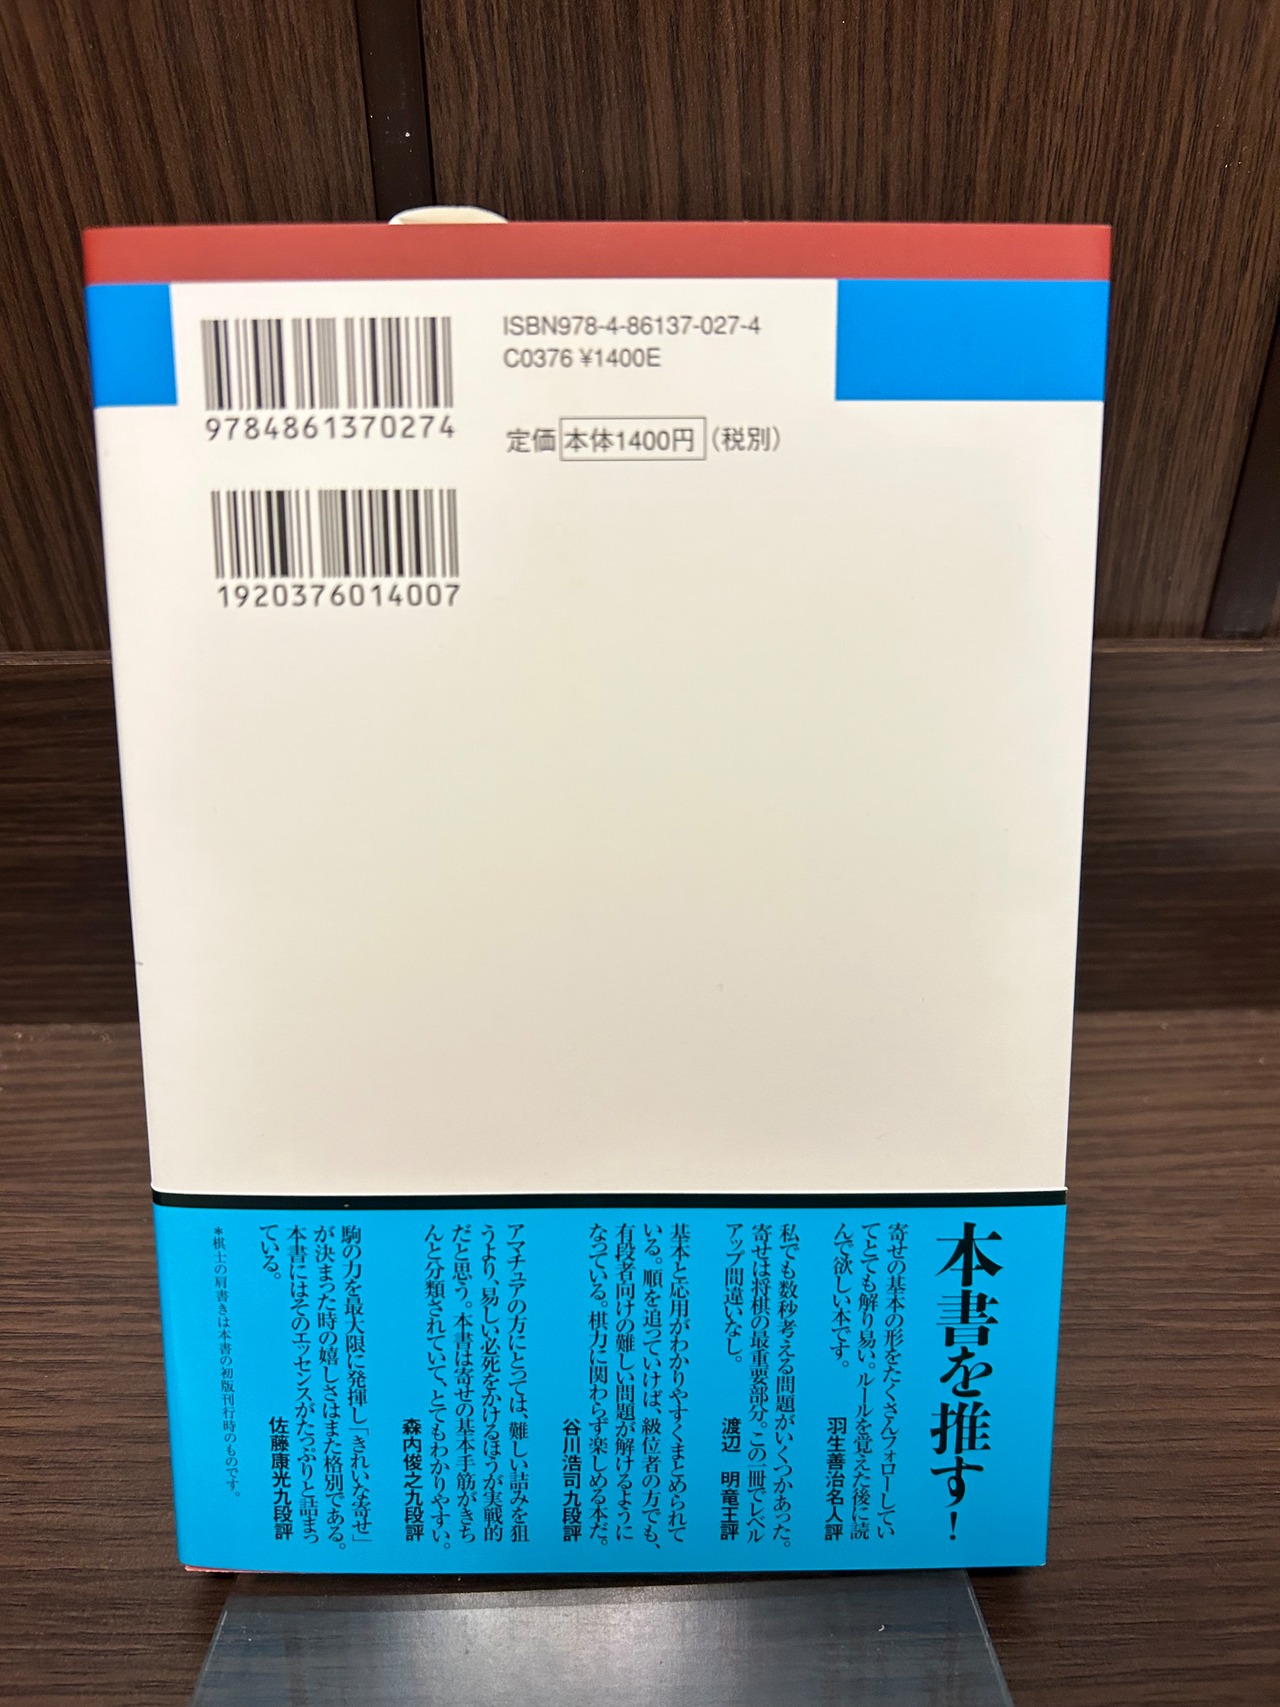 ISBN978-4-86137-027-4
C0376 ¥1400E
定価 本体1400円 (税別)
9784861370274
1920376014007
本書を推す!
寄せの基本の形をたくさんフォローしてい
てとても解り易い。ルールを覚えた後に読
んで欲しい本です。
羽生善治名人評
私でも数秒考える問題がいくつかあった。
寄せは将棋の最重要部分。この一冊でレベル
アップ間違いなし。
渡辺 明竜王評
基本と応用がわかりやすくまとめられて
いる。順を追っていけば、級位者の方でも、
有段者向けの難しい問題が解けるように
なっている。棋力に関わらず楽しめる本だ。
谷川浩司九段評
アマチュアの方にとっては、難しい詰みを狙
うより、易しい必死をかけるほうが実戦的
だと思う。本書は寄せの基本手筋がきち
んと分類されていて、とてもわかりやすい。
森内俊之九段評
駒の力を最大限に発揮し「きれいな寄せ」
が決まった時の嬉しさはまた格別である。
本書にはそのエッセンスがたっぷりと詰まっ
ている。
佐藤康光九段評
*棋士の肩書きは本書の初版刊行時のものです。